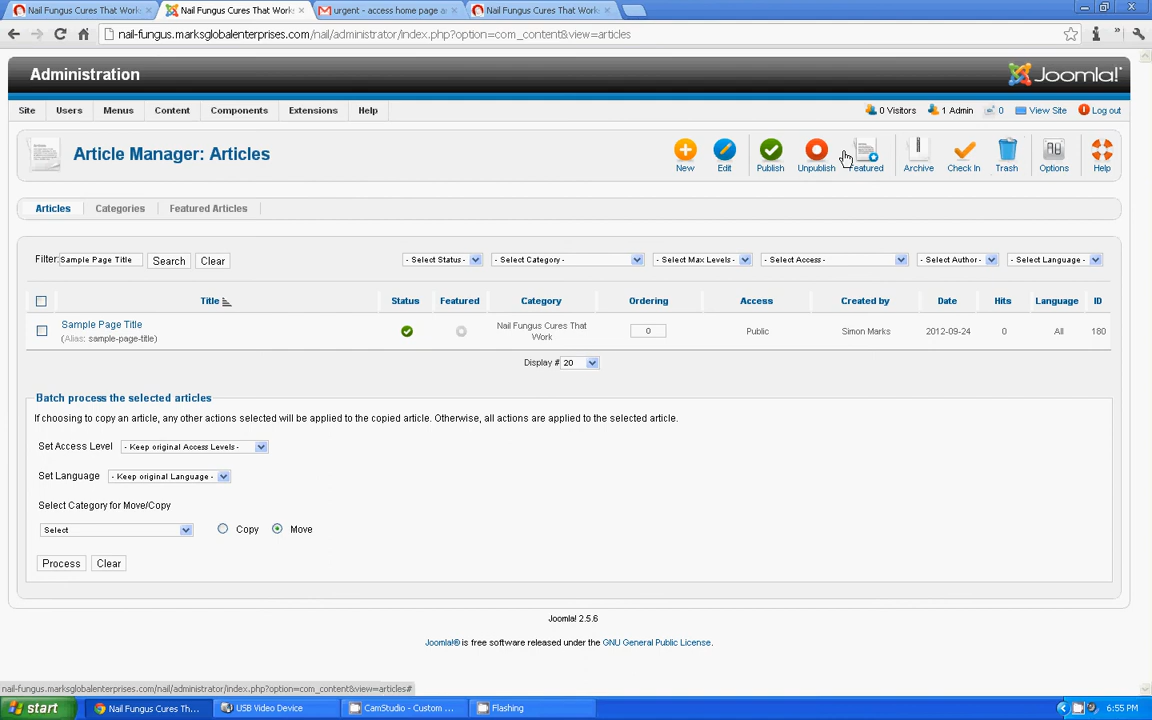 Nail Fungus Cures That Work
Nail Fungus Cures That Work
urgent - access home page a
Nail Fungus Cures That Work
nail-fungus.marksglobalenterprises.com/nail/administrator/index.php?option=com_content&view=articles
Administration
Joomla!
Site Users Menus Content Components Extensions Help
0 Visitors 1 Admin 0 View Site Log out
Article Manager: Articles
New Edit Publish Unpublish Featured Archive Check In Trash Options Help
Articles Categories Featured Articles
Filter: Sample Page Title Search Clear - Select Status - - Select Category - - Select Max Levels - - Select Access - - Select Author - - Select Language -
Title Status Featured Category Ordering Access Created by Date Hits Language ID
Sample Page Title Nail Fungus Cures That Work 0 Public Simon Marks 2012-09-24 0 All 180
(Alias: sample-page-title)
Display # 20
Batch process the selected articles
If choosing to copy an article, any other actions selected will be applied to the copied article. Otherwise, all actions are applied to the selected article.
Set Access Level - Keep original Access Levels -
Set Language - Keep original Language -
Select Category for Move/Copy
Select Copy Move
Process Clear
Joomla! 2.5.6
Joomla!® is free software released under the GNU General Public License.
nail-fungus.marksglobalenterprises.com/nail/administrator/index.php?option=com_content&view=articles#
start Nail Fungus Cures Th... USB Video Device CamStudio - Custom ... Flashing 6:55 PM